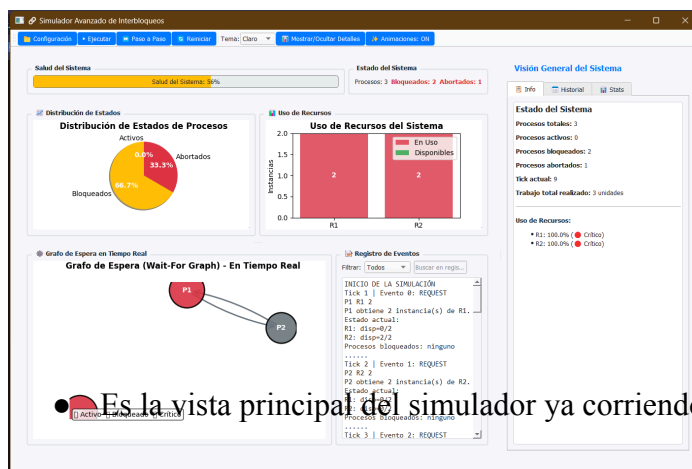 Simulador Avanzado de Interbloqueos
Configuración
Ejecutar
Paso a Paso
Reiniciar
Tema: Claro
Mostrar/Ocultar Detalles
Animaciones: ON
Salud del Sistema
Salud del Sistema: 56%
Estado del Sistema
Procesos: 3 Bloqueados: 2 Abortados: 1
Distribución de Estados
Distribución de Estados de Procesos
Activos
0.0%
Abortados
33.3%
66.7%
Bloqueados
Uso de Recursos
Uso de Recursos del Sistema
En Uso
Disponibles
Instancias
2.0
1.5
1.0
0.5
0.0
2
2
R1
R2
Grafo de Espera en Tiempo Real
Grafo de Espera (Wait-For Graph) - En Tiempo Real
P1
P2
Activo
Bloqueado
Crítico
Registro de Eventos
Filtrar: Todos
Buscar en regis...
INICIO DE LA SIMULACIÓN
Tick 1 | Evento 0: REQUEST
P1 R1 2
P1 obtiene 2 instancia(s) de R1.
Estado actual:
R1: disp=0/2
R2: disp=2/2
Procesos bloqueados: ninguno
......
Tick 2 | Evento 1: REQUEST
P2 R2 2
P2 obtiene 2 instancia(s) de R2.
Estado actual:
Procesos bloqueados: ninguno
......
Tick 3 | Evento 2: REQUEST
Visión General del Sistema
Info
Historial
Stats
Estado del Sistema
Procesos totales: 3
Procesos activos: 0
Procesos bloqueados: 2
Procesos abortados: 1
Tick actual: 9
Trabajo total realizado: 3 unidades
Uso de Recursos:
• R1: 100.0% (🔴 Crítico)
• R2: 100.0% (🔴 Crítico)
• Es la vista principal del simulador ya corriendo